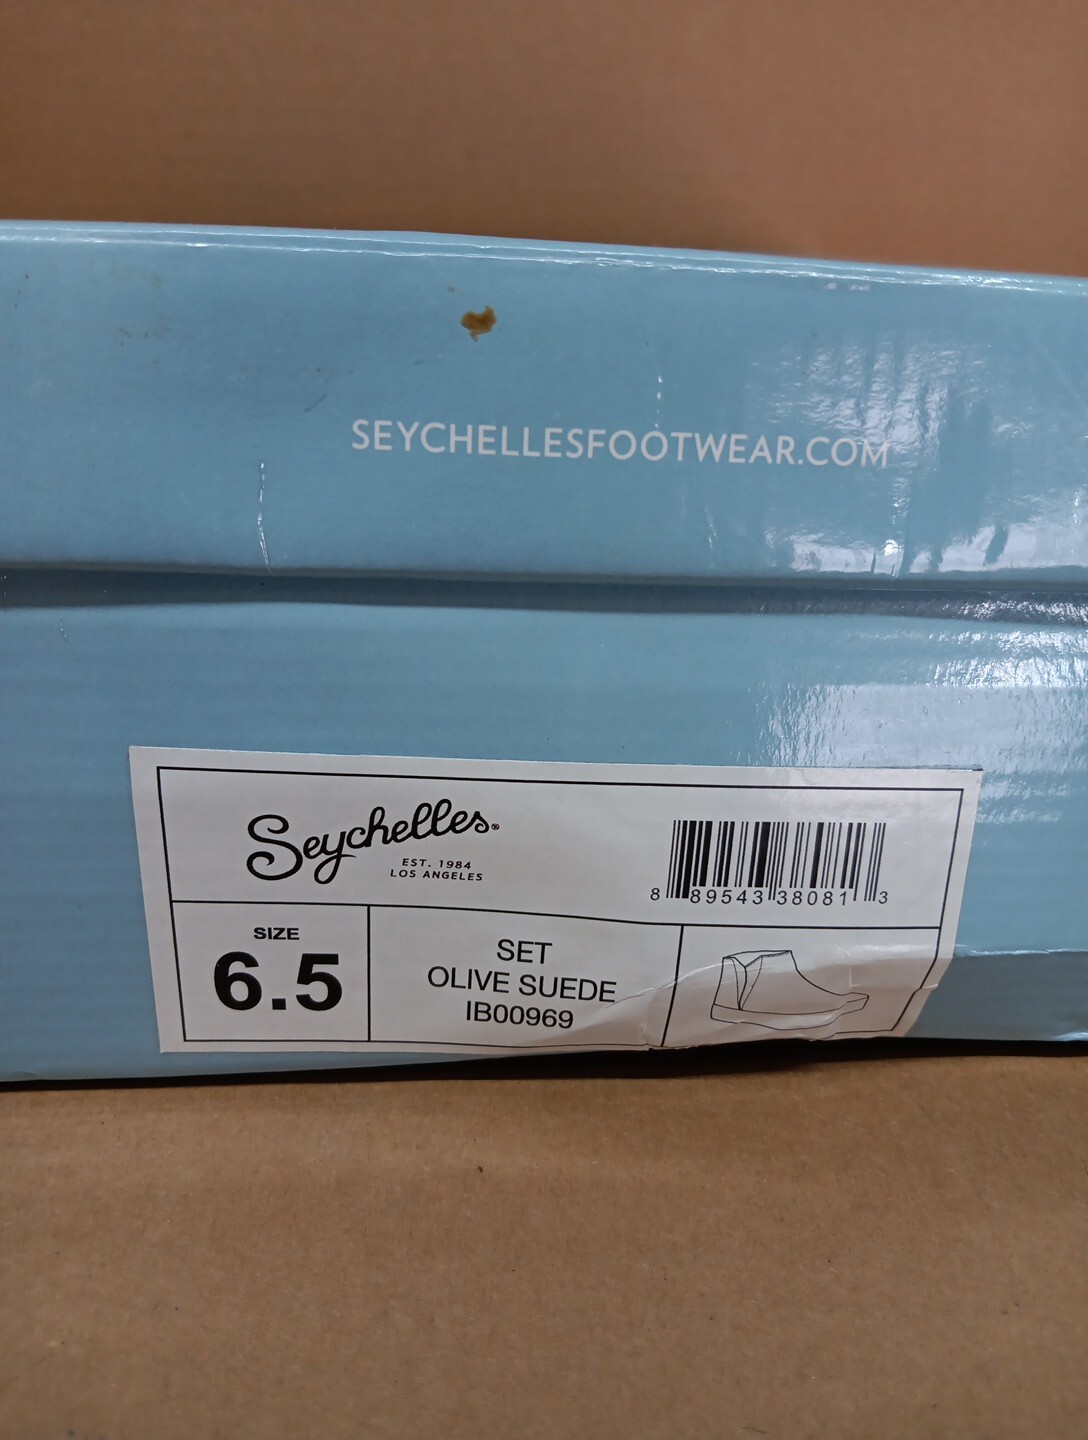 SEYCHELLESFOOTWEAR.COM
Seychelles®
EST. 1984
LOS ANGELES
8 89543 38081 3
SIZE
6.5
SET
OLIVE SUEDE
IB00969